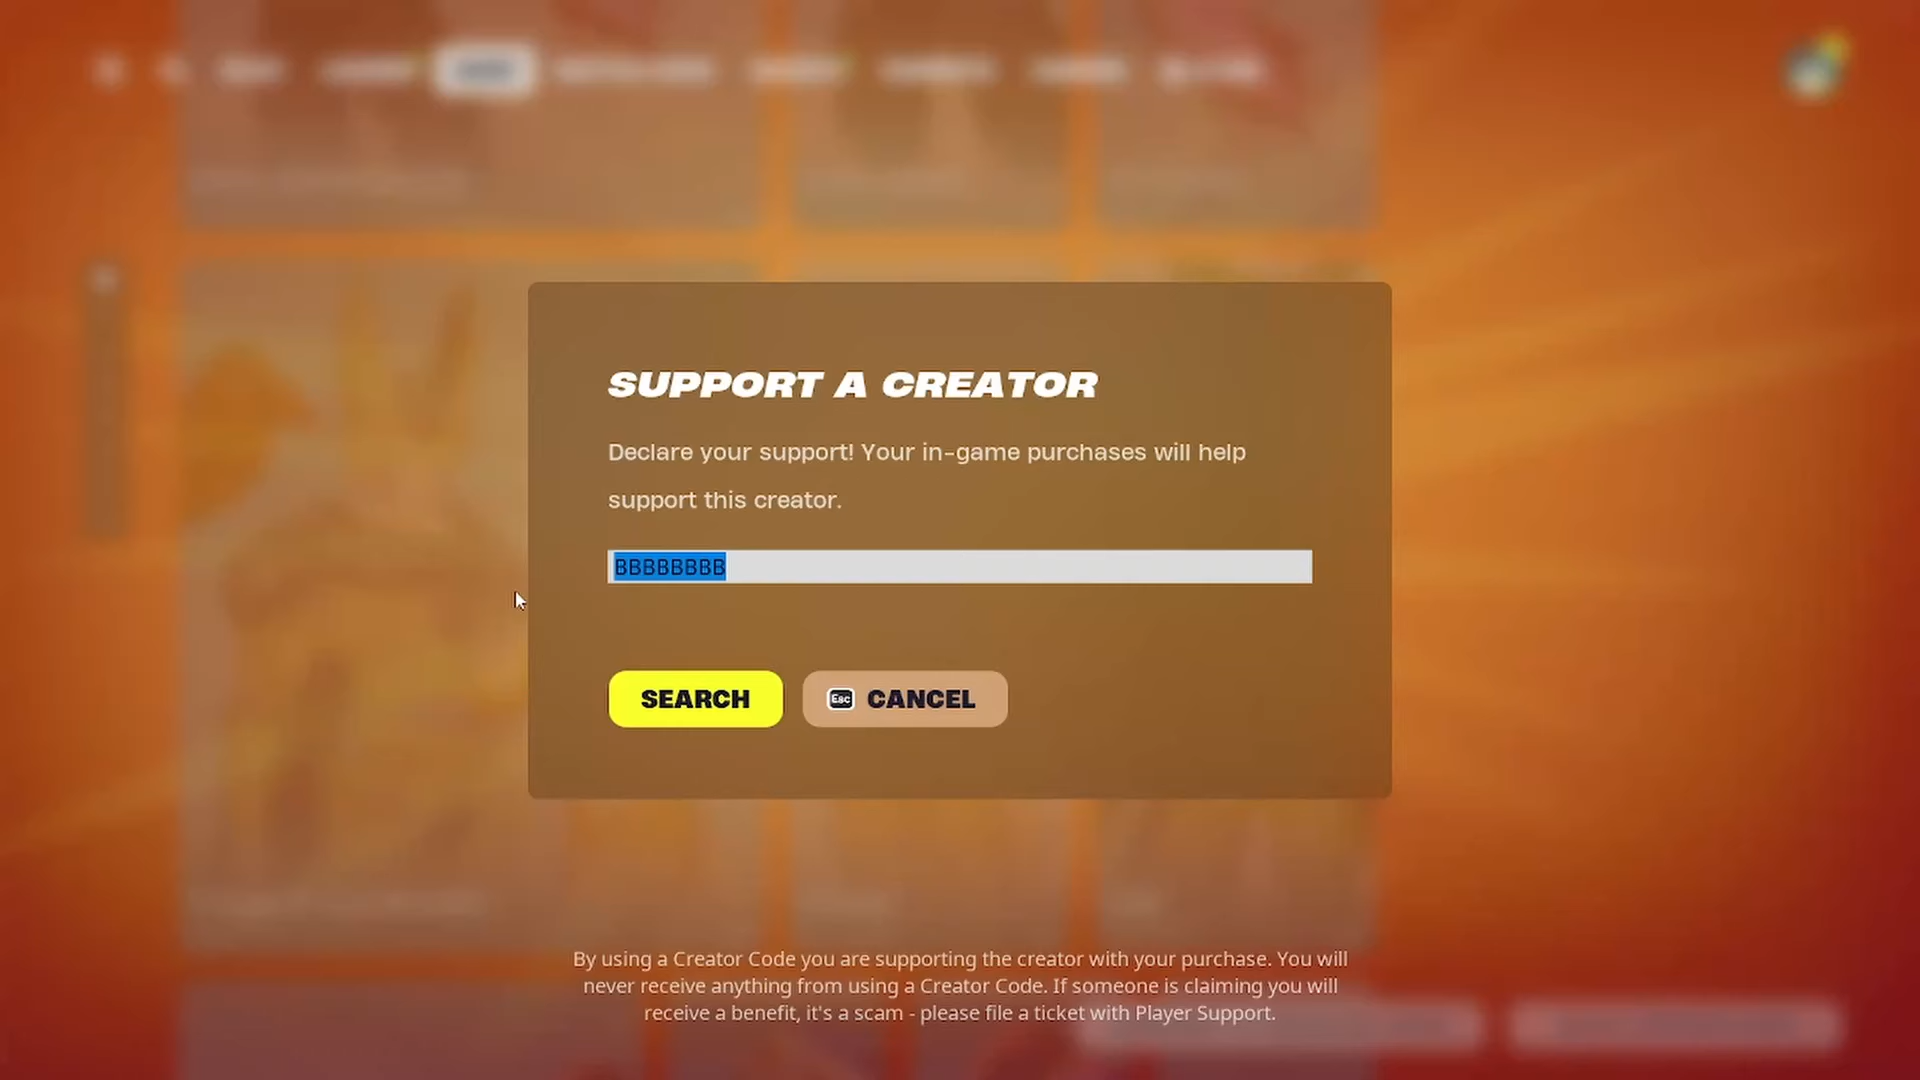 SUPPORT A CREATOR
Declare your support! Your in-game purchases will help
support this creator.
BBBBBBBB
SEARCH
Esc CANCEL
By using a Creator Code you are supporting the creator with your purchase. You will
never receive anything from using a Creator Code. If someone is claiming you will
receive a benefit, it's a scam - please file a ticket with Player Support.